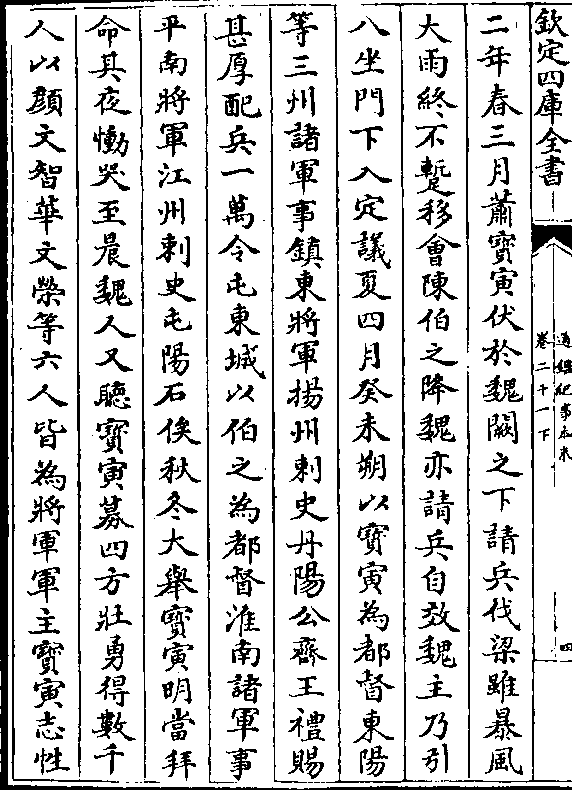 欽定四庫全書
通鑑紀事本末
卷二十一下
四
二年春三月蕭寶寅伏於魏闕之下請兵伐梁雖暴風
大雨終不蹔移會陳伯之降魏亦請兵自效魏主乃引
八坐門下入定議夏四月癸未朔以寶寅為都督東陽
等三州諸軍事鎮東將軍揚州刺史丹陽公齊王禮賜
甚厚配兵一萬令屯東城以伯之為都督淮南諸軍事
平南將軍江州刺史屯陽石俟秋冬大舉寶寅明當拜
命其夜慟哭至晨魏人又聽寶寅募四方壯勇得數千
人以顏文智華文榮等六人皆為將軍軍主寶寅志性